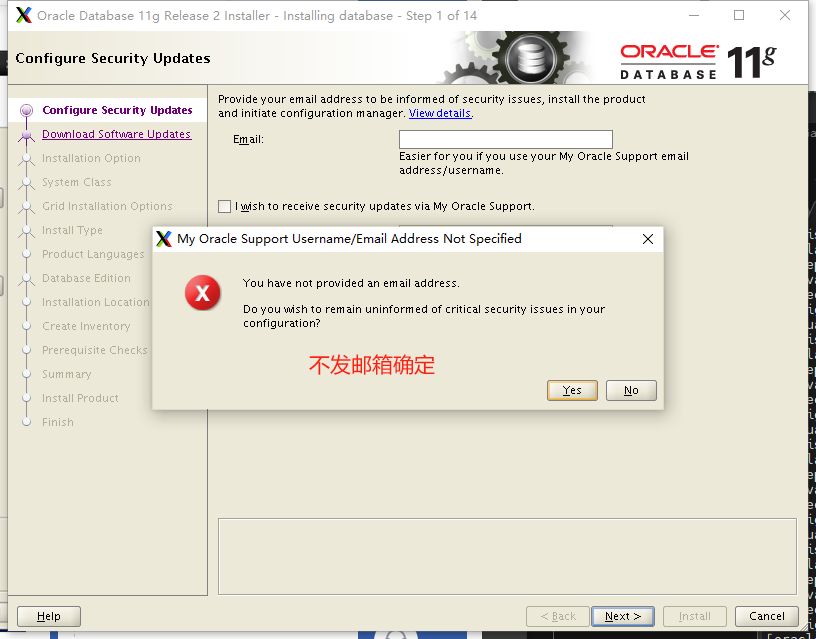 Oracle Database 11g Release 2 Installer - Installing database - Step 1 of 14
Configure Security Updates
ORACLE
DATABASE
11g
Configure Security Updates
Download Software Updates
Installation Option
System Class
Grid Installation Options
Install Type
Product Languages
Database Edition
Installation Location
Create Inventory
Prerequisite Checks
Summary
Install Product
Finish
Provide your email address to be informed of security issues, install the product
and initiate configuration manager. View details.
Email:
Easier for you if you use your My Oracle Support email
address/username.
I wish to receive security updates via My Oracle Support.
My Oracle Support Username/Email Address Not Specified
You have not provided an email address.
Do you wish to remain uninformed of critical security issues in your
configuration?
不发邮箱确定
Yes
No
Help
< Back
Next >
Install
Cancel